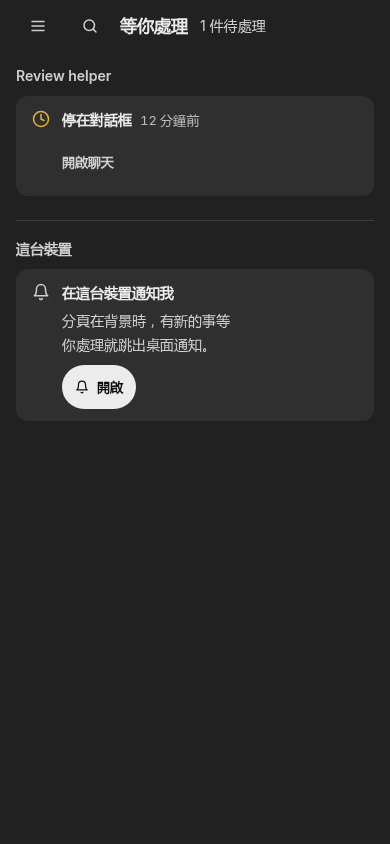 等你處理 1 件待處理
Review helper
停在對話框 12 分鐘前
開啟聊天
這台裝置
在這台裝置通知我
分頁在背景時，有新的事等
你處理就跳出桌面通知。
開啟